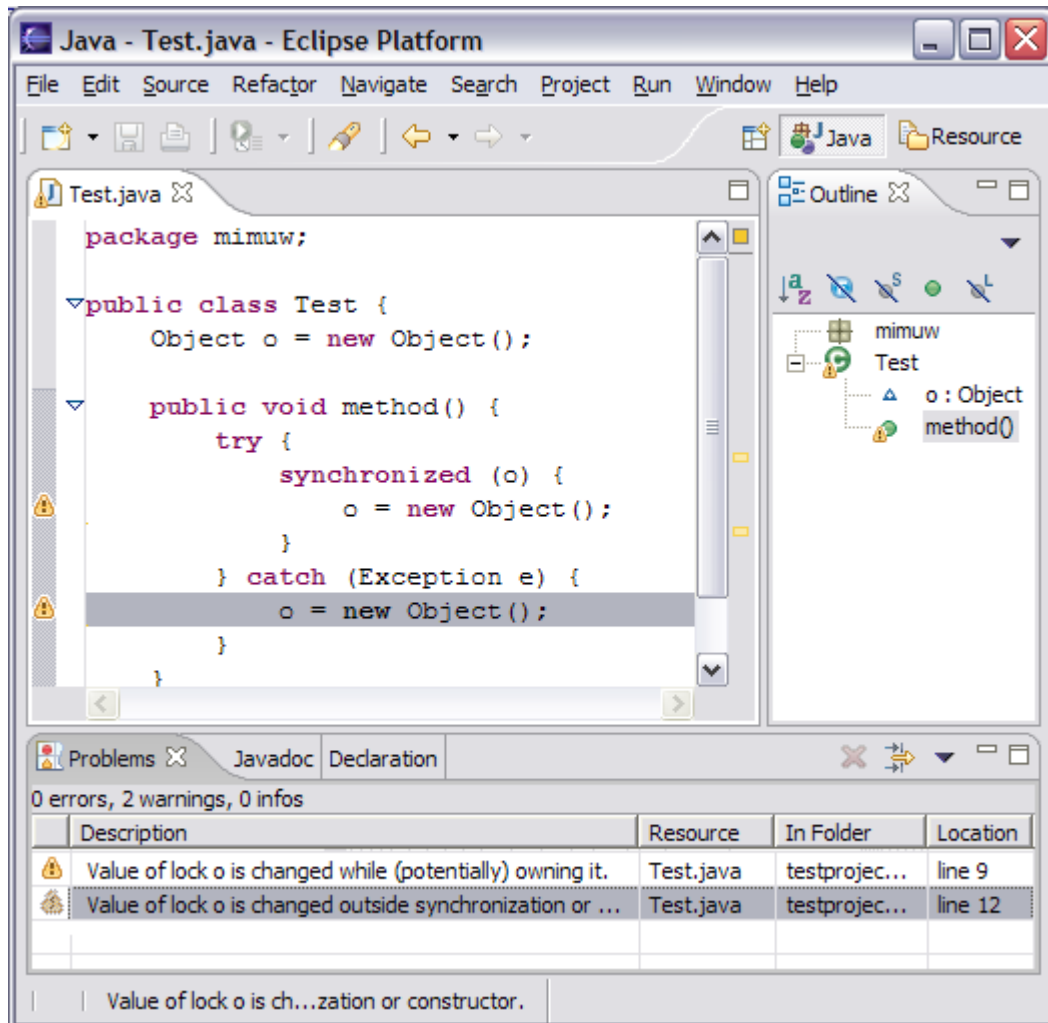 Java - Test.java - Eclipse Platform
File Edit Source Refactor Navigate Search Project Run Window Help
Java Resource
Test.java
Outline
package mimuw;
public class Test {
Object o = new Object();
public void method() {
try {
synchronized (o) {
o = new Object();
}
} catch (Exception e) {
o = new Object();
}
}
mimuw
Test
o : Object
method()
Problems Javadoc Declaration
0 errors, 2 warnings, 0 infos
Description Resource In Folder Location
Value of lock o is changed while (potentially) owning it. Test.java testprojec... line 9
Value of lock o is changed outside synchronization or ... Test.java testprojec... line 12
Value of lock o is ch...zation or constructor.